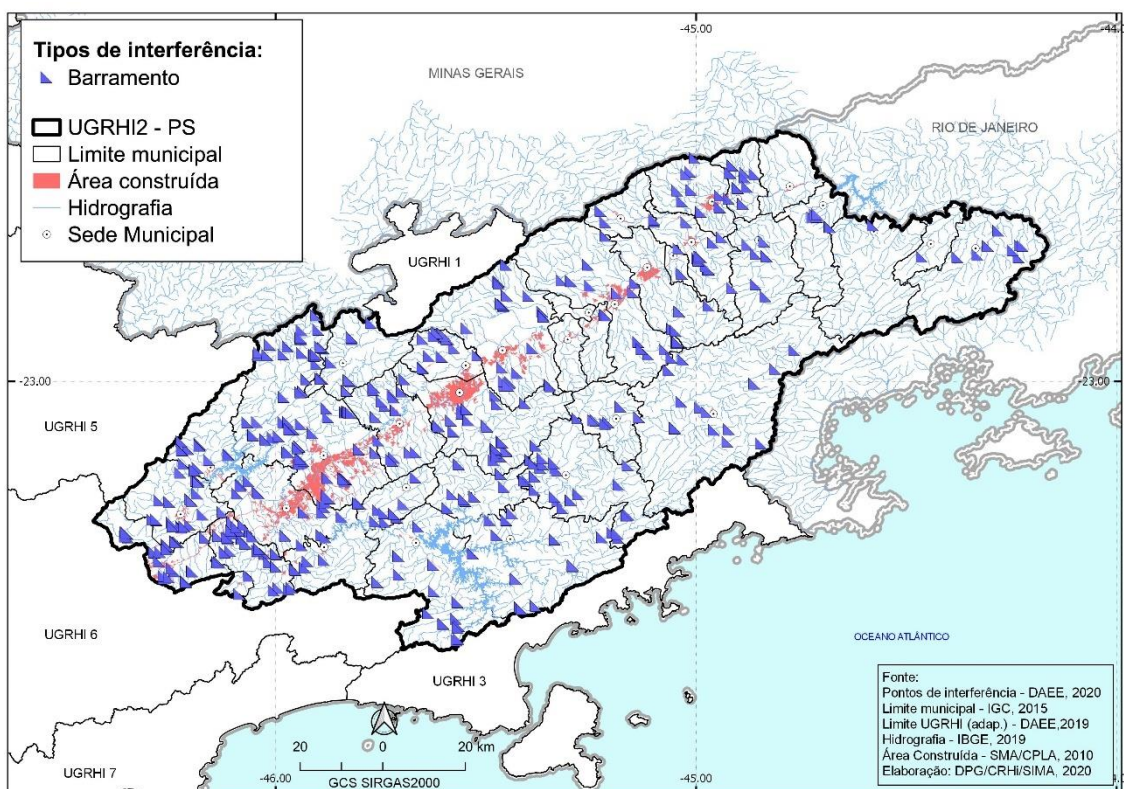 Tipos de interferência:
Barramento
UGRHI2 - PS
Limite municipal
Área construída
Hidrografia
Sede Municipal
-45.00
MINAS GERAIS
RIO DE JANEIRO
UGRHI 1
-23.00
-23.00
UGRHI 5
UGRHI 6
OCEANO ATLÂNTICO
UGRHI 3
UGRHI 7
20
0
20 km
GCS SIRGAS2000
-46.00
-45.00
Fonte:
Pontos de interferência - DAEE, 2020
Limite municipal - IGC, 2015
Limite UGRHI (adap.) - DAEE,2019
Hidrografia - IBGE, 2019
Área Construída - SMA/CPLA, 2010
Elaboração: DPG/CRHi/SIMA, 2020